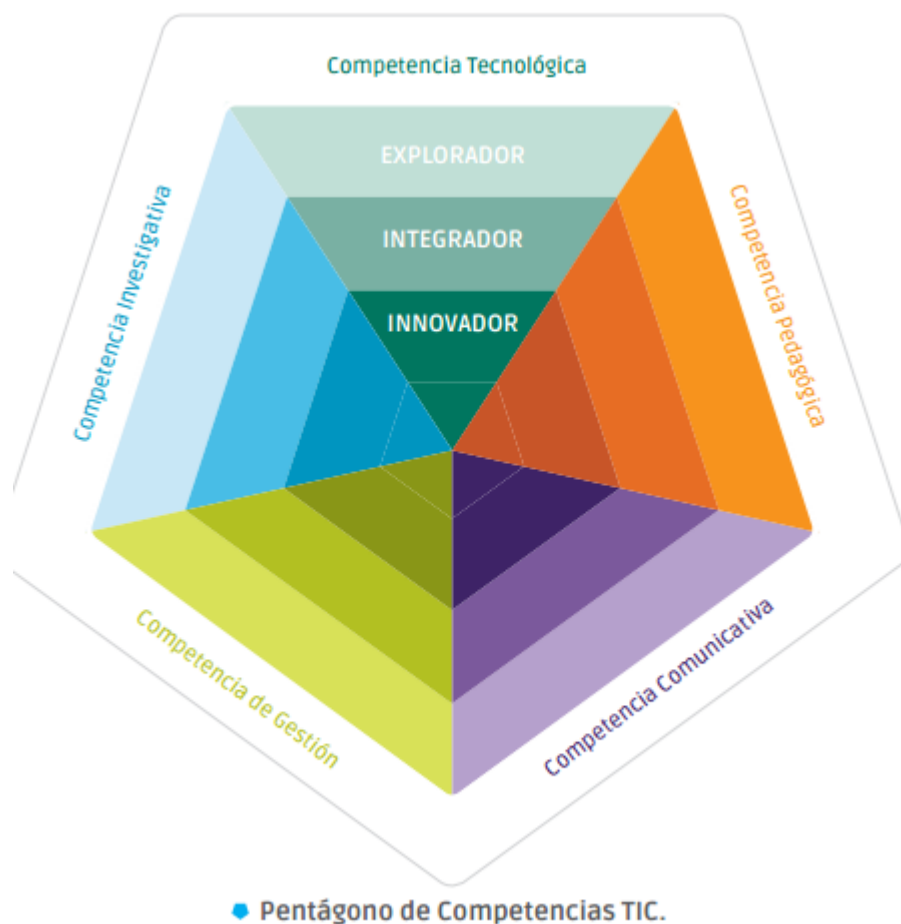 Competencia Tecnológica
EXPLORADOR
INTEGRADOR
INNOVADOR
Competencia Investigativa
Competencia Pedagógica
Competencia de Gestión
Competencia Comunicativa
Pentágono de Competencias TIC.